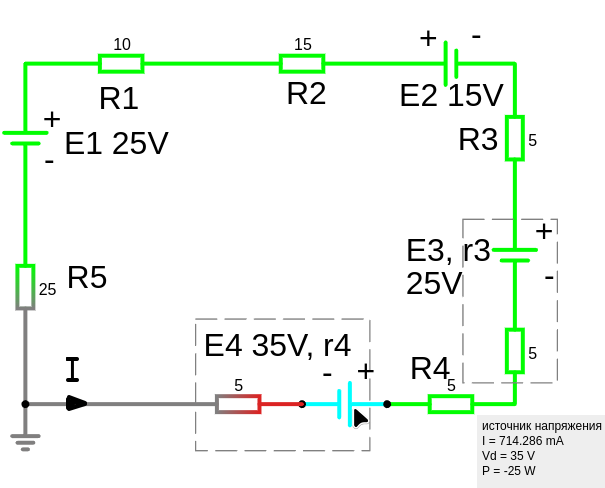 10
15
+ -
R1
R2
E2 15V
+
E1 25V
-
R3
5
+
E3, r3
25V
-
R5
25
E4 35V, r4
- +
5
I
R4
5
5
источник напряжения
I = 714.286 mA
Vd = 35 V
P = -25 W